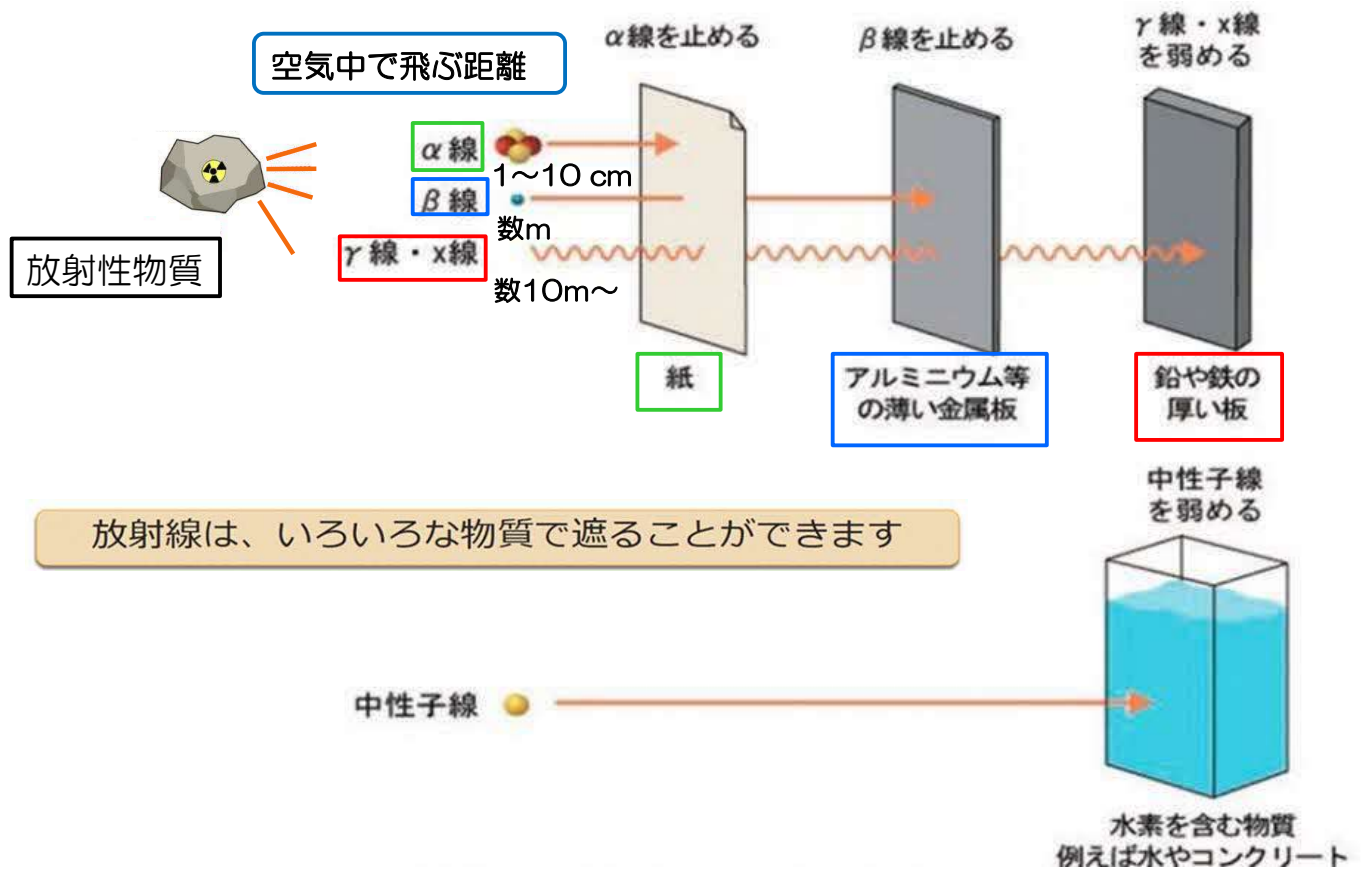 空気中で飛ぶ距離
α線を止める
β線を止める
γ線・x線
を弱める
α線
1〜10 cm
β線
数m
γ線・x線
数10m〜
放射性物質
紙
アルミニウム等
の薄い金属板
鉛や鉄の
厚い板
中性子線
を弱める
放射線は、いろいろな物質で遮ることができます
中性子線
水素を含む物質
例えば水やコンクリート